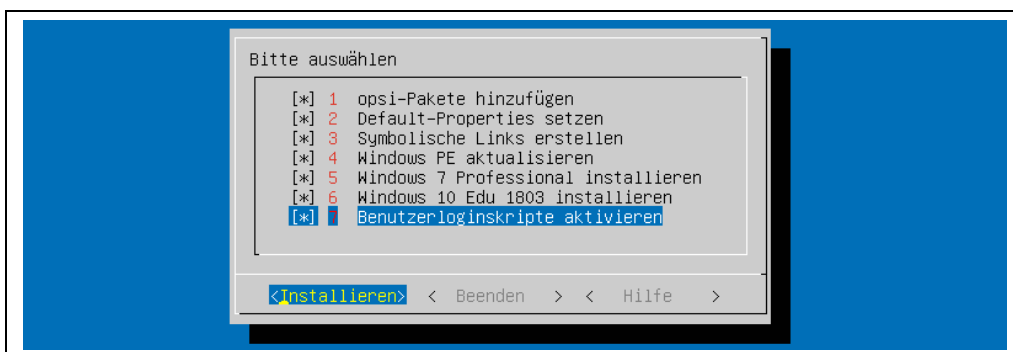 Bitte auswählen
[*] 1 opsi-Pakete hinzufügen
[*] 2 Default-Properties setzen
[*] 3 Symbolische Links erstellen
[*] 4 Windows PE aktualisieren
[*] 5 Windows 7 Professional installieren
[*] 6 Windows 10 Edu 1803 installieren
[*] 7 Benutzerloginskripte aktivieren
<Installieren> < Beenden > < Hilfe >